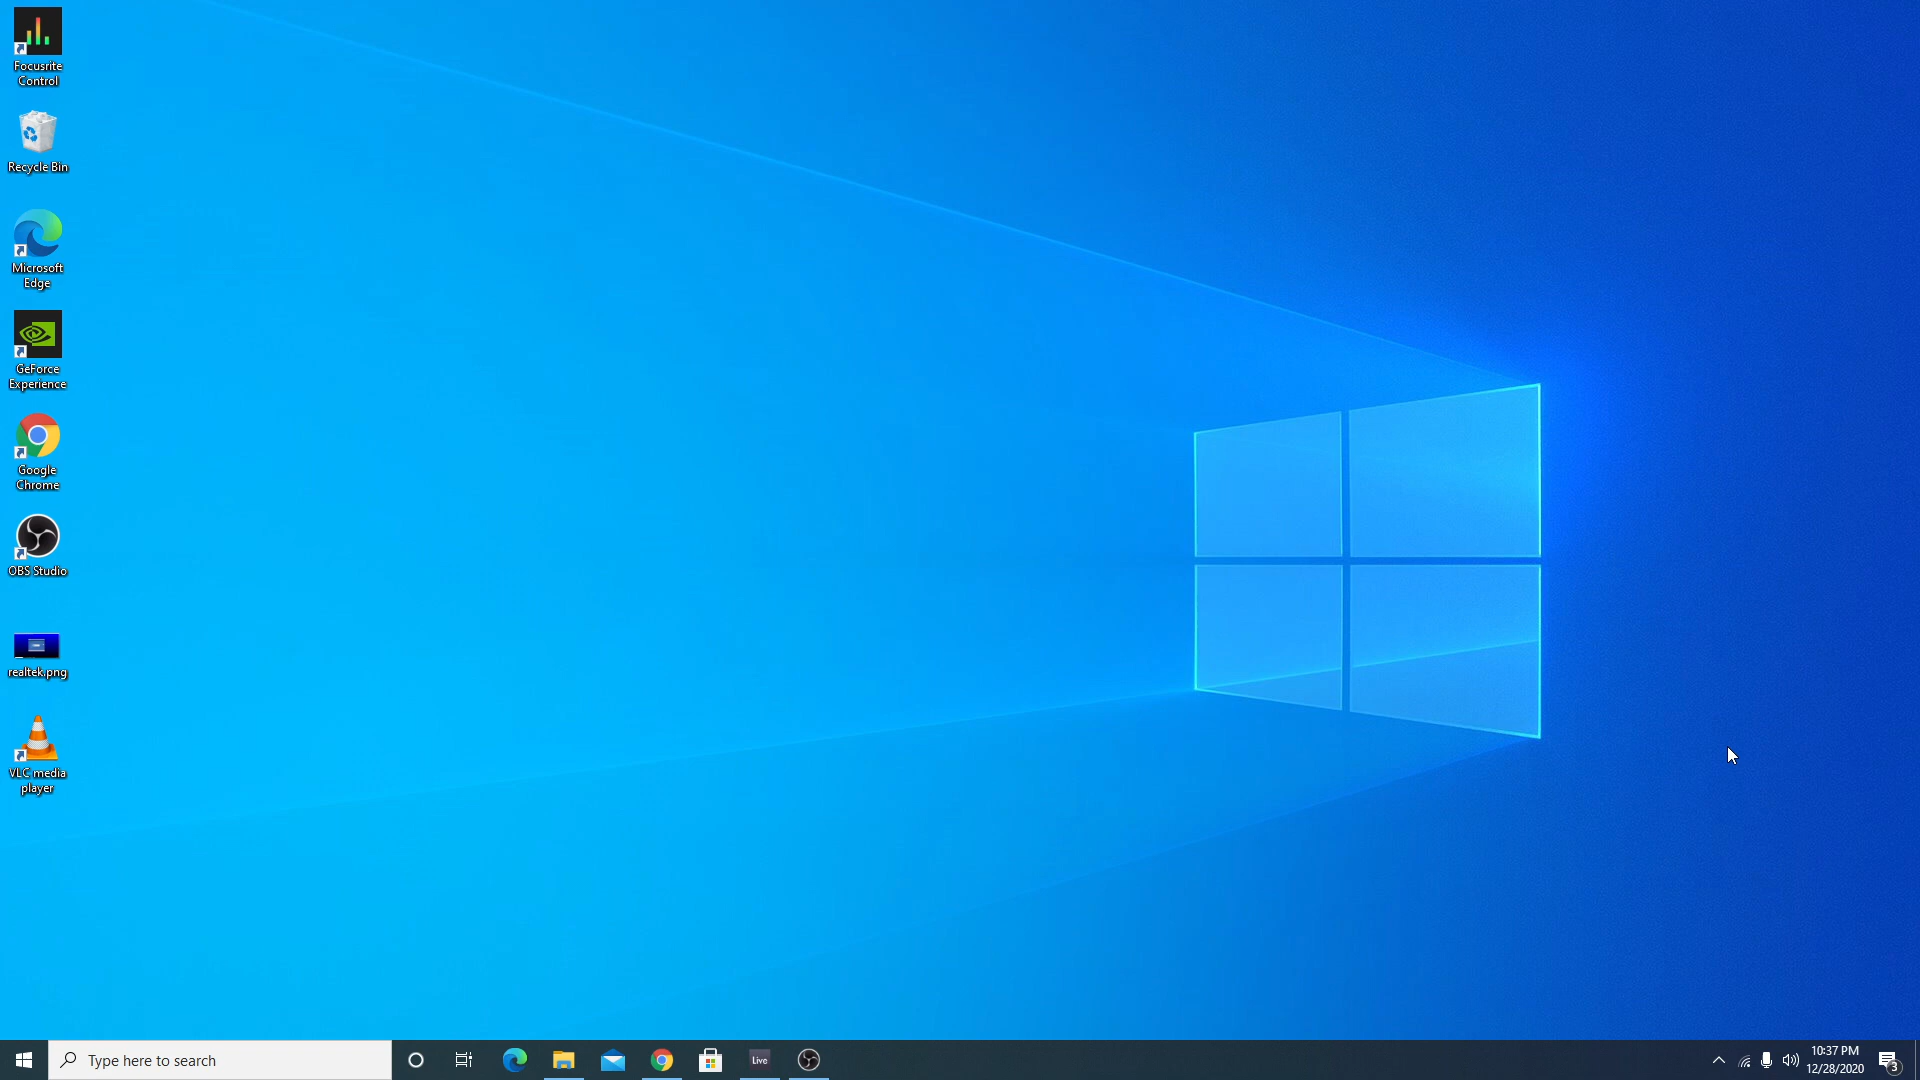 Focusrite
Control
Recycle Bin
Microsoft
Edge
GeForce
Experience
Google
Chrome
OBS Studio
realtek.png
VLC media
player
Type here to search
Live
10:37 PM
12/28/2020
3